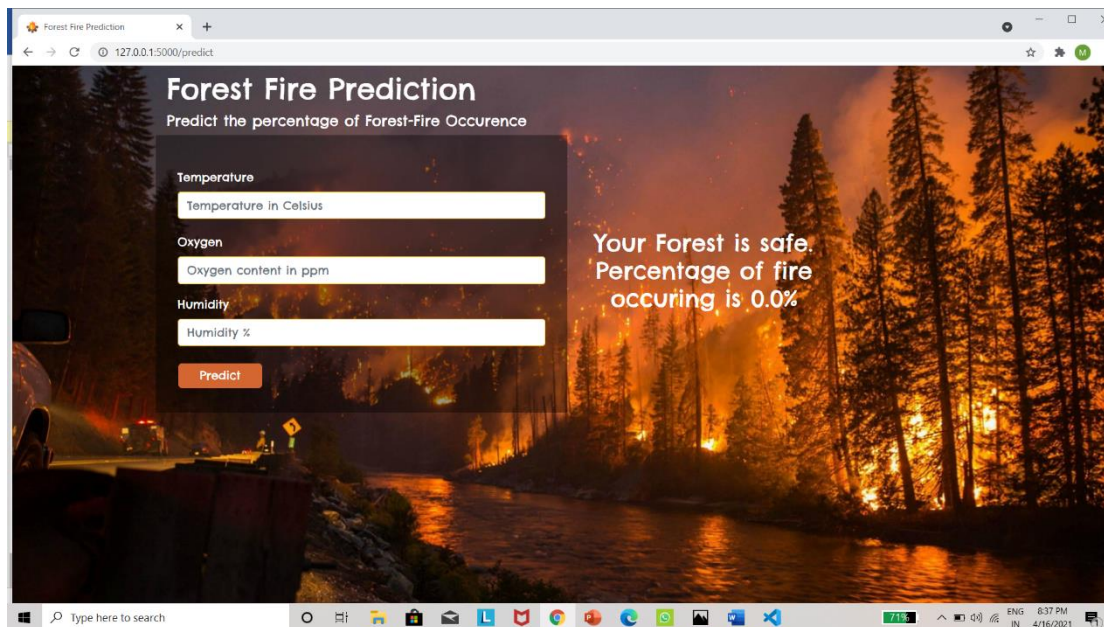 Forest Fire Prediction
127.0.0.1:5000/predict
M
Forest Fire Prediction
Predict the percentage of Forest-Fire Occurence
Temperature
Temperature in Celsius
Oxygen
Oxygen content in ppm
Humidity
Humidity %
Predict
Your Forest is safe.
Percentage of fire
occuring is 0.0%
Type here to search
L
71%
ENG
IN
8:37 PM
4/16/2021